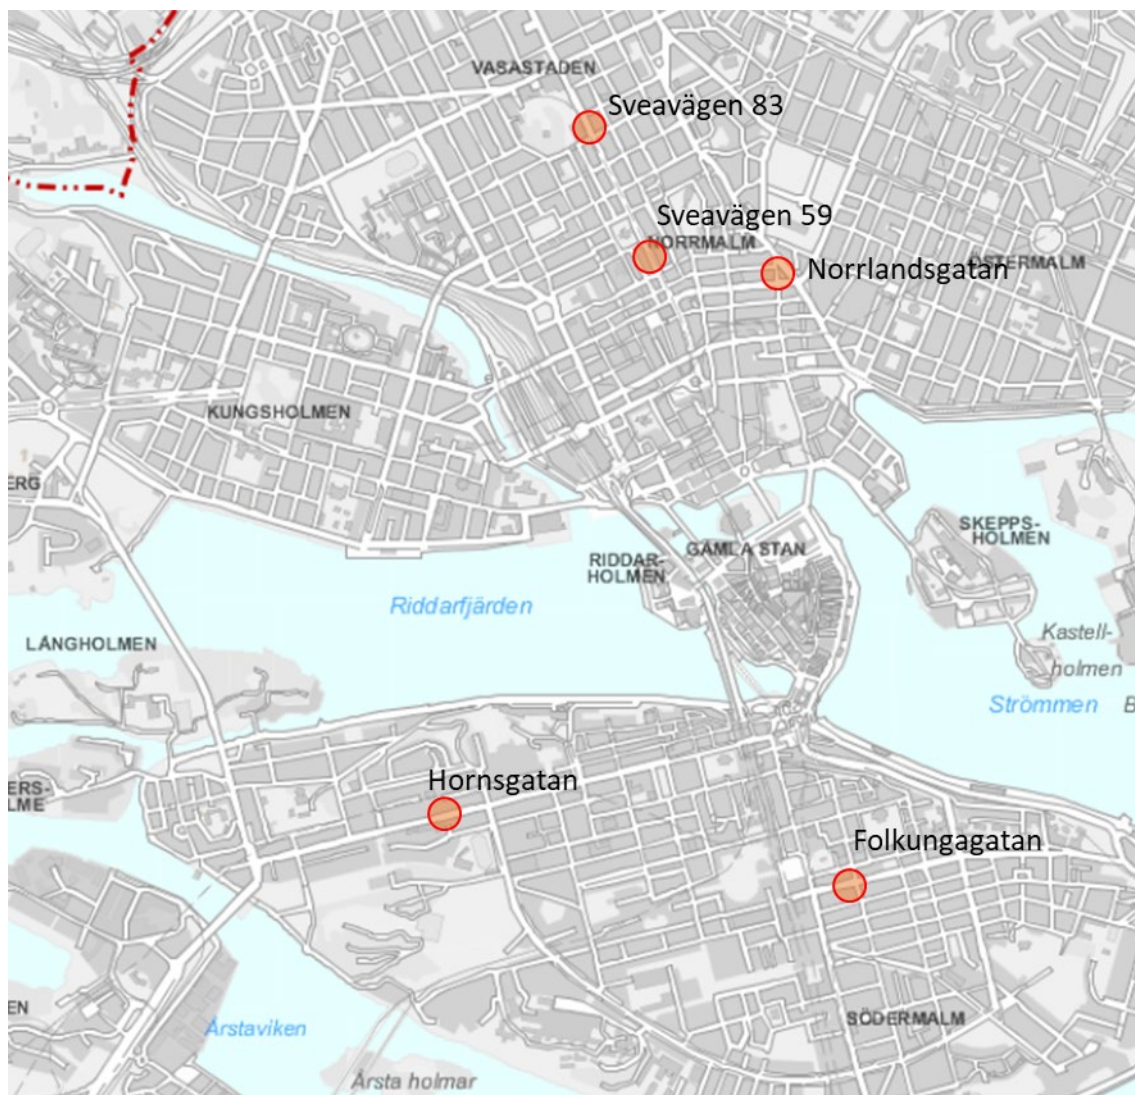 VASASTADEN
Sveavägen 83
Sveavägen 59
NORRMALM
Norrlandsgatan
ÖSTERMALM
KUNGSHOLMEN
ERG
SKEPPS-
HOLMEN
GAMLA STAN
RIDDAR-
HOLMEN
Riddarfjärden
Kastell-
holmen
LÅNGHOLMEN
Strömmen
B
ERS-
LME
Hornsgatan
Folkungagatan
EN
Årstaviken
SÖDERMALM
Årsta holmar